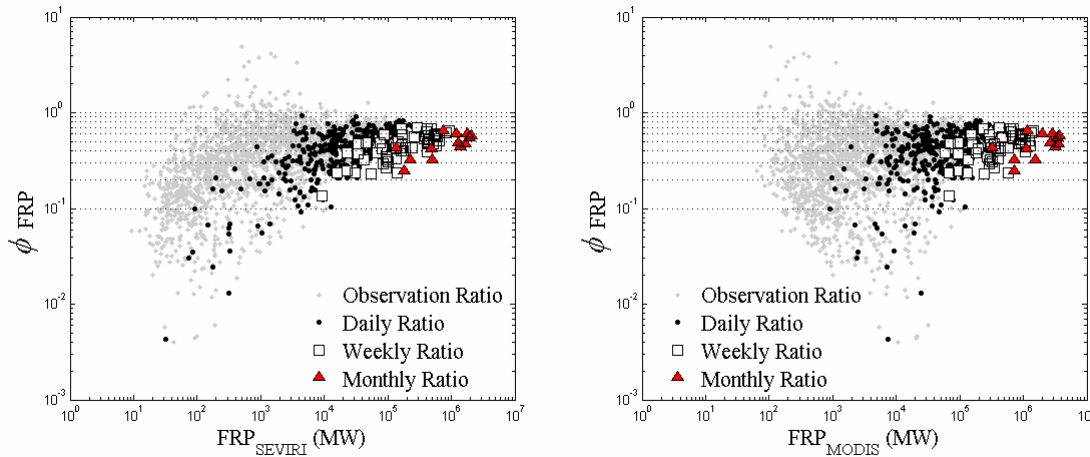 10^1
10^0
10^-1
10^-2
10^-3
ϕ FRP
Observation Ratio
Daily Ratio
Weekly Ratio
Monthly Ratio
10^0 10^1 10^2 10^3 10^4 10^5 10^6 10^7
FRP_SEVIRI (MW)
10^1
10^0
10^-1
10^-2
10^-3
ϕ FRP
Observation Ratio
Daily Ratio
Weekly Ratio
Monthly Ratio
10^0 10^1 10^2 10^3 10^4 10^5 10^6 10^7
FRP_MODIS (MW)